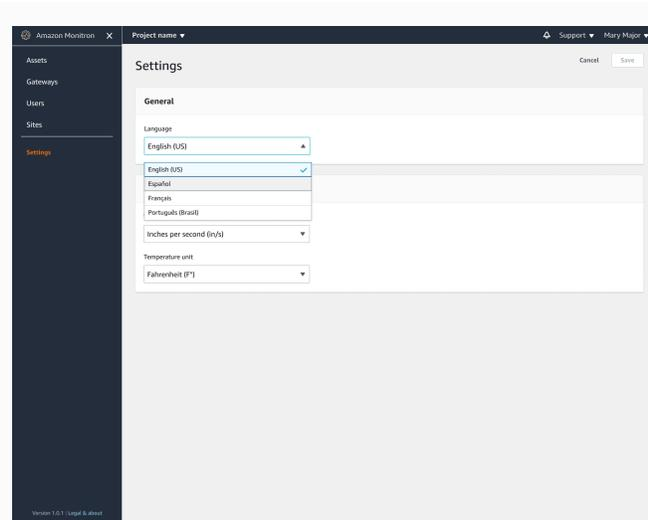 Amazon Monitron X
Project name ▼
Support ▼ Mary Major ▼
Assets
Gateways
Users
Sites
Settings
Settings
Cancel Save
General
Language
English (US)
English (US)
Español
Français
Português (Brasil)
Inches per second (in/s)
Temperature unit
Fahrenheit (F°)
Version 1.0.1 | Legal & about